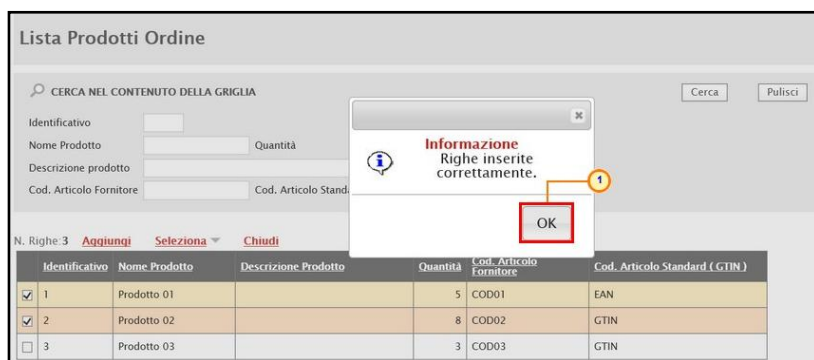 Lista Prodotti Ordine
CERCA NEL CONTENUTO DELLA GRIGLIA
Cerca
Pulisci
Identificativo
Nome Prodotto
Quantità
Descrizione prodotto
Cod. Articolo Fornitore
Cod. Articolo Standa
Informazione
Righe inserite
correttamente.
1
OK
N. Righe:3 Aggiungi Seleziona Chiudi
Identificativo Nome Prodotto Descrizione Prodotto Quantità Cod. Articolo Fornitore Cod. Articolo Standard ( GTIN )
1 Prodotto 01 5 COD01 EAN
2 Prodotto 02 8 COD02 GTIN
3 Prodotto 03 3 COD03 GTIN